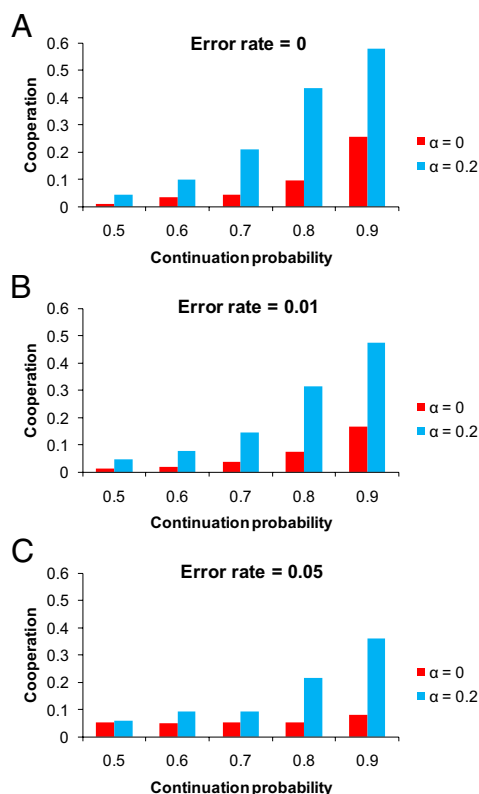 A
Error rate = 0
Cooperation
0.6
0.5
0.4
0.3
0.2
0.1
0
0.5 0.6 0.7 0.8 0.9
Continuation probability
α = 0
α = 0.2
B
Error rate = 0.01
Cooperation
0.6
0.5
0.4
0.3
0.2
0.1
0
0.5 0.6 0.7 0.8 0.9
Continuation probability
α = 0
α = 0.2
C
Error rate = 0.05
Cooperation
0.6
0.5
0.4
0.3
0.2
0.1
0
0.5 0.6 0.7 0.8 0.9
Continuation probability
α = 0
α = 0.2